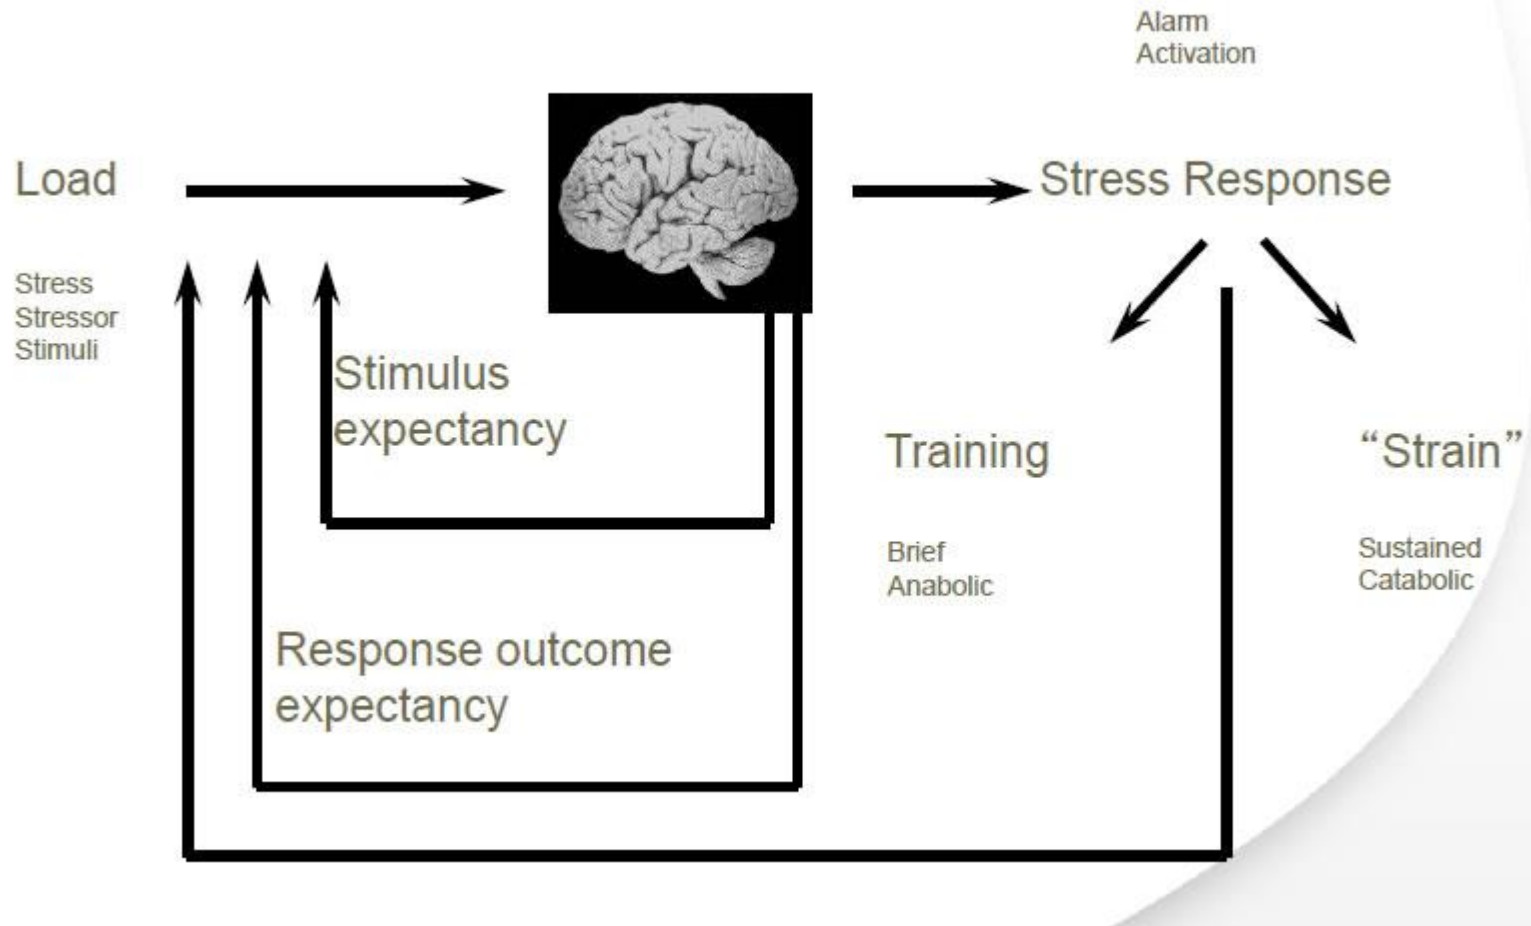 Alarm
Activation
Load
Stress Response
Stress
Stressor
Stimuli
Stimulus
expectancy
Training
“Strain”
Brief
Anabolic
Sustained
Catabolic
Response outcome
expectancy